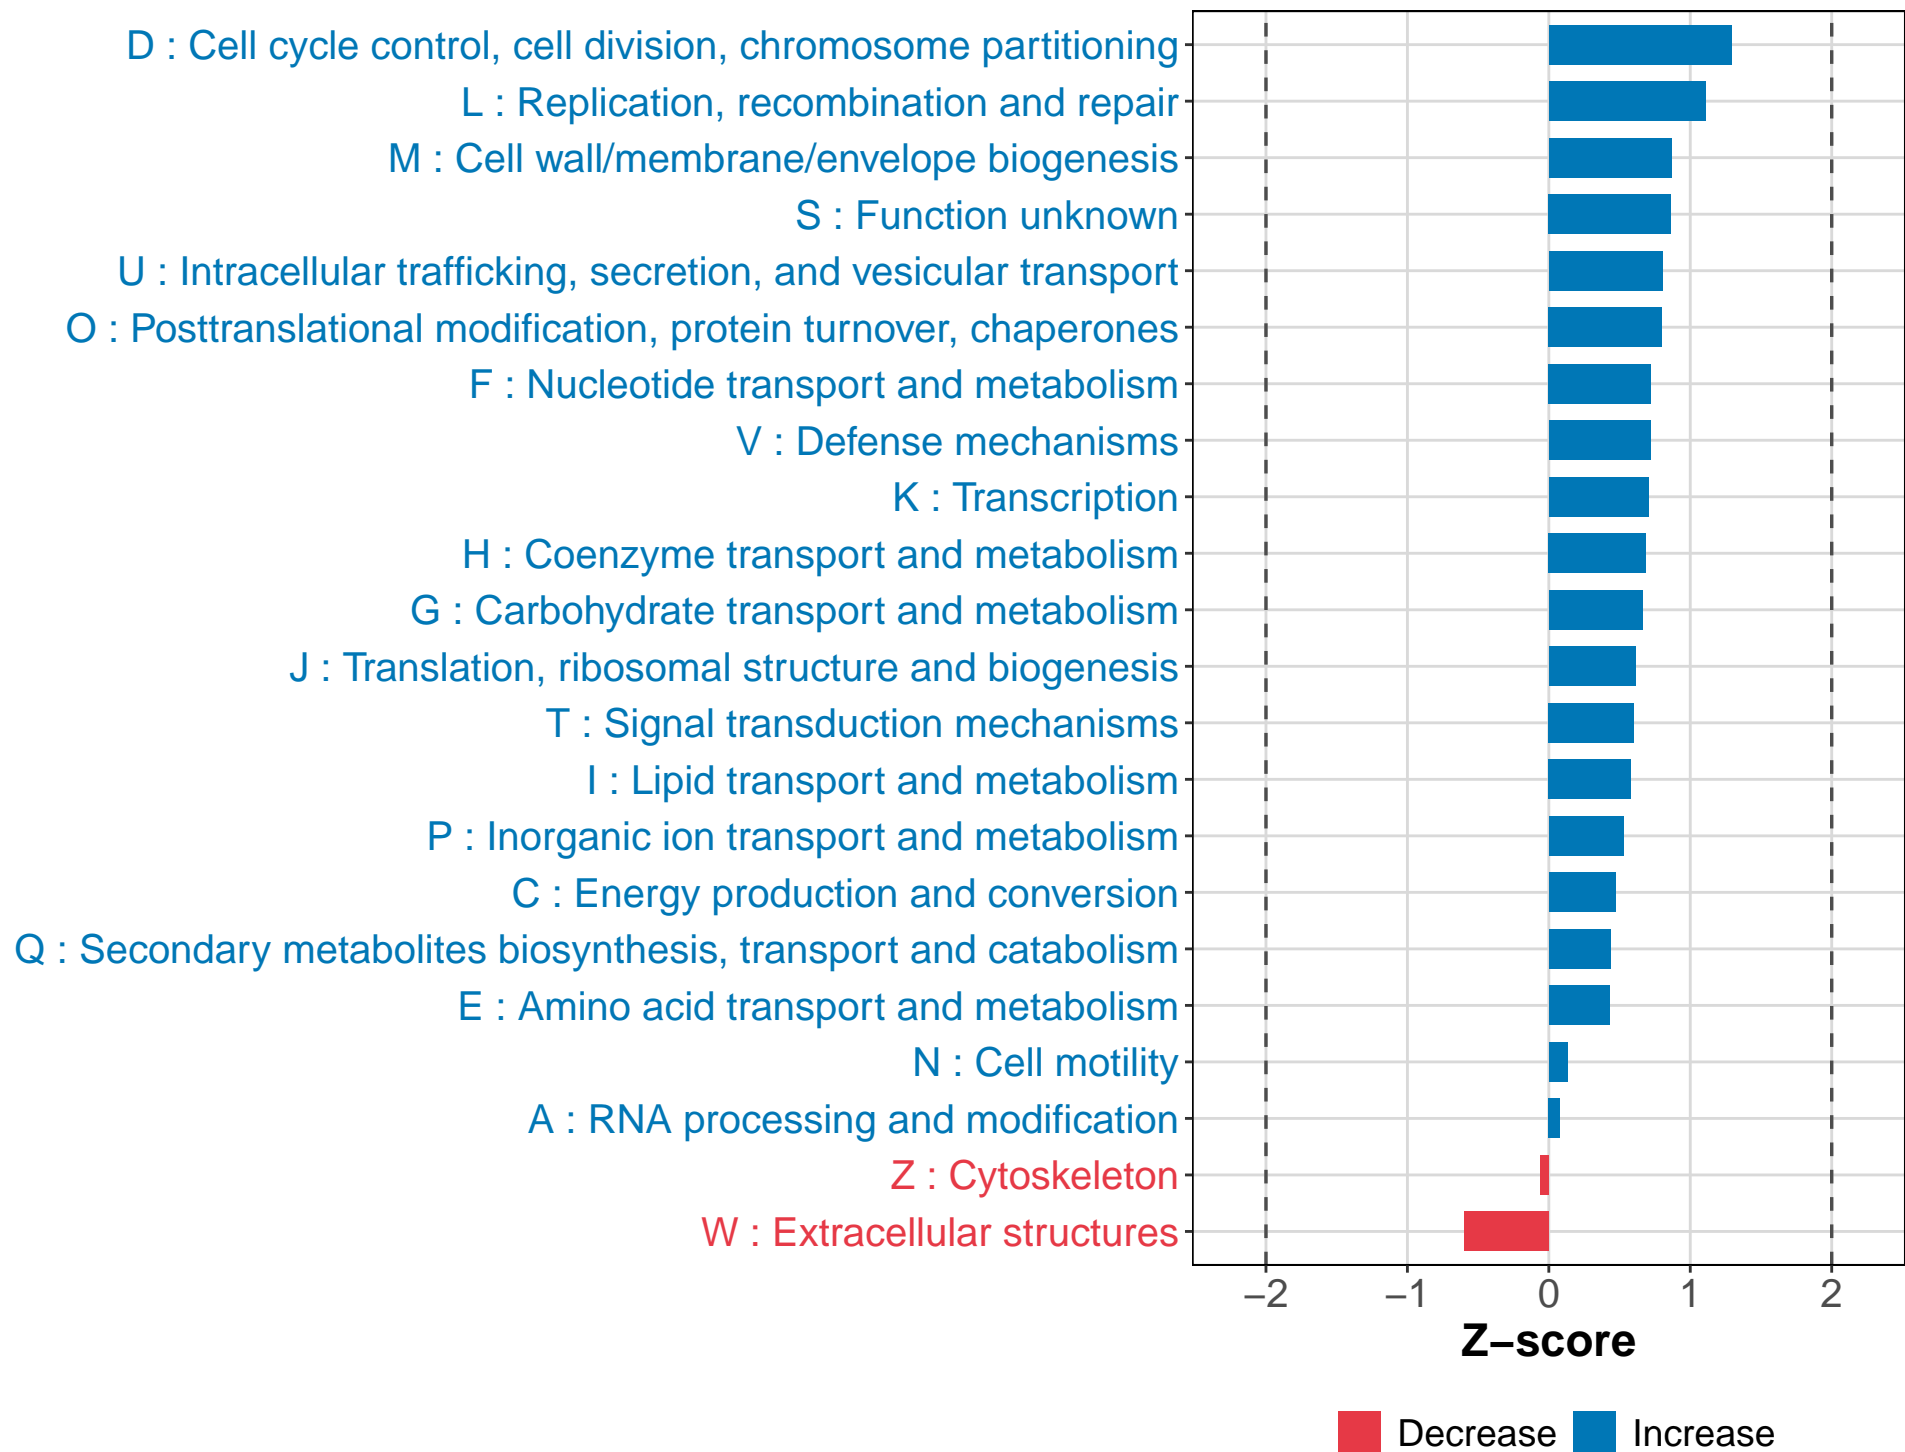 D : Cell cycle control, cell division, chromosome partitioning
L : Replication, recombination and repair
M : Cell wall/membrane/envelope biogenesis
S : Function unknown
U : Intracellular trafficking, secretion, and vesicular transport
O : Posttranslational modification, protein turnover, chaperones
F : Nucleotide transport and metabolism
V : Defense mechanisms
K : Transcription
H : Coenzyme transport and metabolism
G : Carbohydrate transport and metabolism
J : Translation, ribosomal structure and biogenesis
T : Signal transduction mechanisms
I : Lipid transport and metabolism
P : Inorganic ion transport and metabolism
C : Energy production and conversion
Q : Secondary metabolites biosynthesis, transport and catabolism
E : Amino acid transport and metabolism
N : Cell motility
A : RNA processing and modification
Z : Cytoskeleton
W : Extracellular structures
−2 −1 0 1 2
Z−score
Decrease Increase